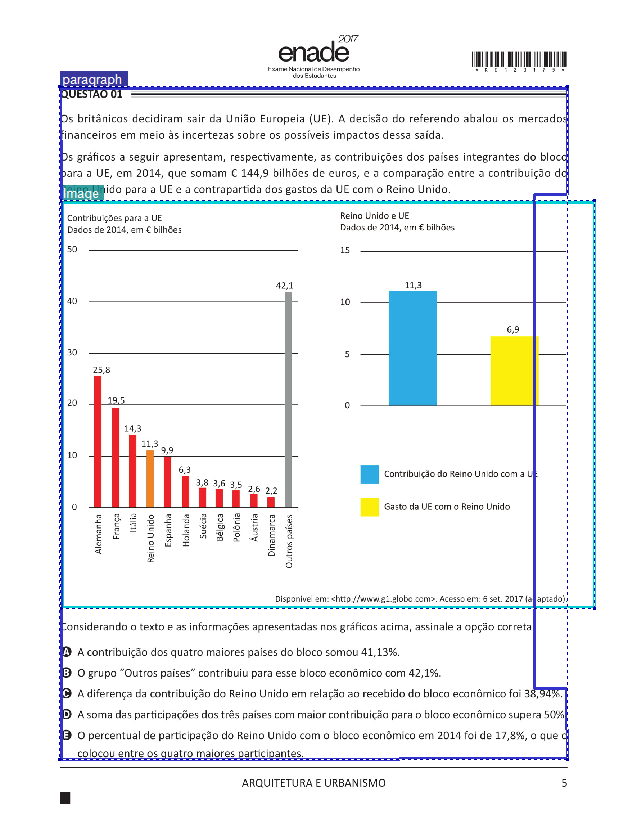 2017
enade
Exame Nacional de Desempenho
dos Estudantes
*R0120175*
paragraph
QUESTÃO 01
Os britânicos decidiram sair da União Europeia (UE). A decisão do referendo abalou os mercados
financeiros em meio às incertezas sobre os possíveis impactos dessa saída.
Os gráficos a seguir apresentam, respectivamente, as contribuições dos países integrantes do bloco
para a UE, em 2014, que somam € 144,9 bilhões de euros, e a comparação entre a contribuição do
Reino Unido para a UE e a contrapartida dos gastos da UE com o Reino Unido.
Image
Contribuições para a UE
Dados de 2014, em € bilhões
50
40
30
20
10
0
25,8
19,5
14,3
11,3
9,9
6,3
3,8
3,6
3,5
2,6
2,2
42,1
Alemanha
França
Itália
Reino Unido
Espanha
Holanda
Suécia
Bélgica
Polônia
Áustria
Dinamarca
Outros países
Reino Unido e UE
Dados de 2014, em € bilhões
15
10
5
0
11,3
6,9
Contribuição do Reino Unido com a UE
Gasto da UE com o Reino Unido
Disponível em: <http://www.g1.globo.com>. Acesso em: 6 set. 2017 (adaptado).
Considerando o texto e as informações apresentadas nos gráficos acima, assinale a opção correta.
A A contribuição dos quatro maiores países do bloco somou 41,13%.
B O grupo “Outros países” contribuiu para esse bloco econômico com 42,1%.
C A diferença da contribuição do Reino Unido em relação ao recebido do bloco econômico foi 38,94%.
D A soma das participações dos três países com maior contribuição para o bloco econômico supera 50%.
E O percentual de participação do Reino Unido com o bloco econômico em 2014 foi de 17,8%, o que o
colocou entre os quatro maiores participantes.
ARQUITETURA E URBANISMO
5